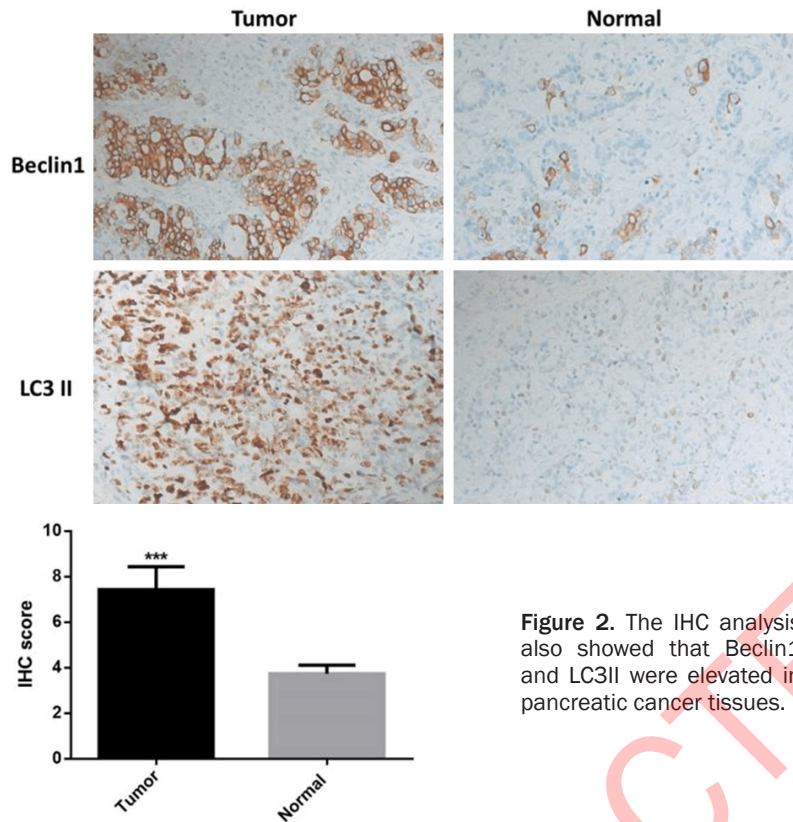 Tumor Normal
Beclin1
LC3 II
10
8
6
4
2
0
IHC score
***
Tumor
Normal
Figure 2. The IHC analysis
also showed that Beclin1
and LC3II were elevated in
pancreatic cancer tissues.
CTE